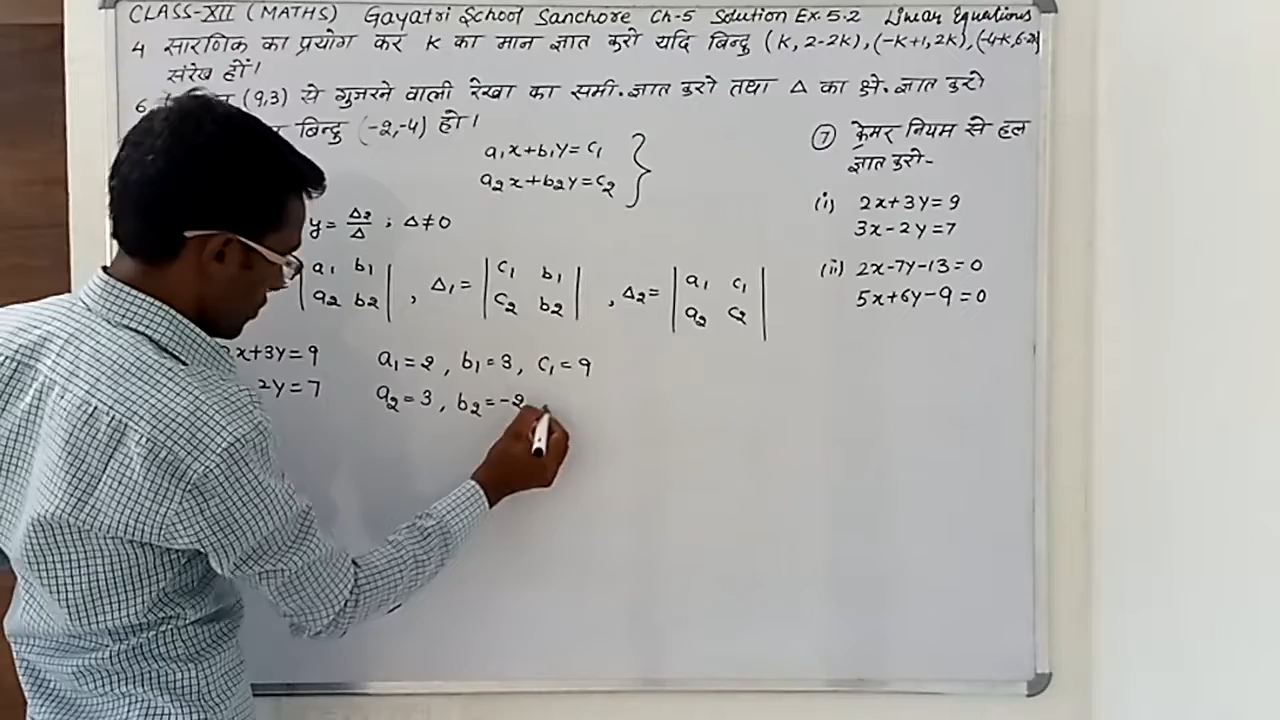 CLASS-XII (MATHS) Gayatri School Sanchore Ch-5 Solution Ex. 5.2 Linear Equations
4 सारणिक का प्रयोग कर K का मान ज्ञात करो यदि बिन्दु (K, 2-2K), (-K+1, 2K), (-4-K, 6-2K)
संरेख हों।
6. (9,3) से गुजरने वाली रेखा का समी. ज्ञात करो तथा Δ का क्षे. ज्ञात करो
बिन्दु (-2,-4) हो।
a₁x+b₁y=c₁
a₂x+b₂y=c₂ }
y = Δ₂/Δ ; Δ≠0
|a₁ b₁| , Δ₁ = |c₁ b₁| , Δ₂ = |a₁ c₁|
|a₂ b₂| |c₂ b₂| |a₂ c₂|
x+3y=9 a₁=2, b₁=3, c₁=9
2y=7 a₂=3, b₂=-2
⑦ क्रेमर नियम से हल
ज्ञात करो-
(i) 2x+3y=9
3x-2y=7
(ii) 2x-7y-13=0
5x+6y-9=0